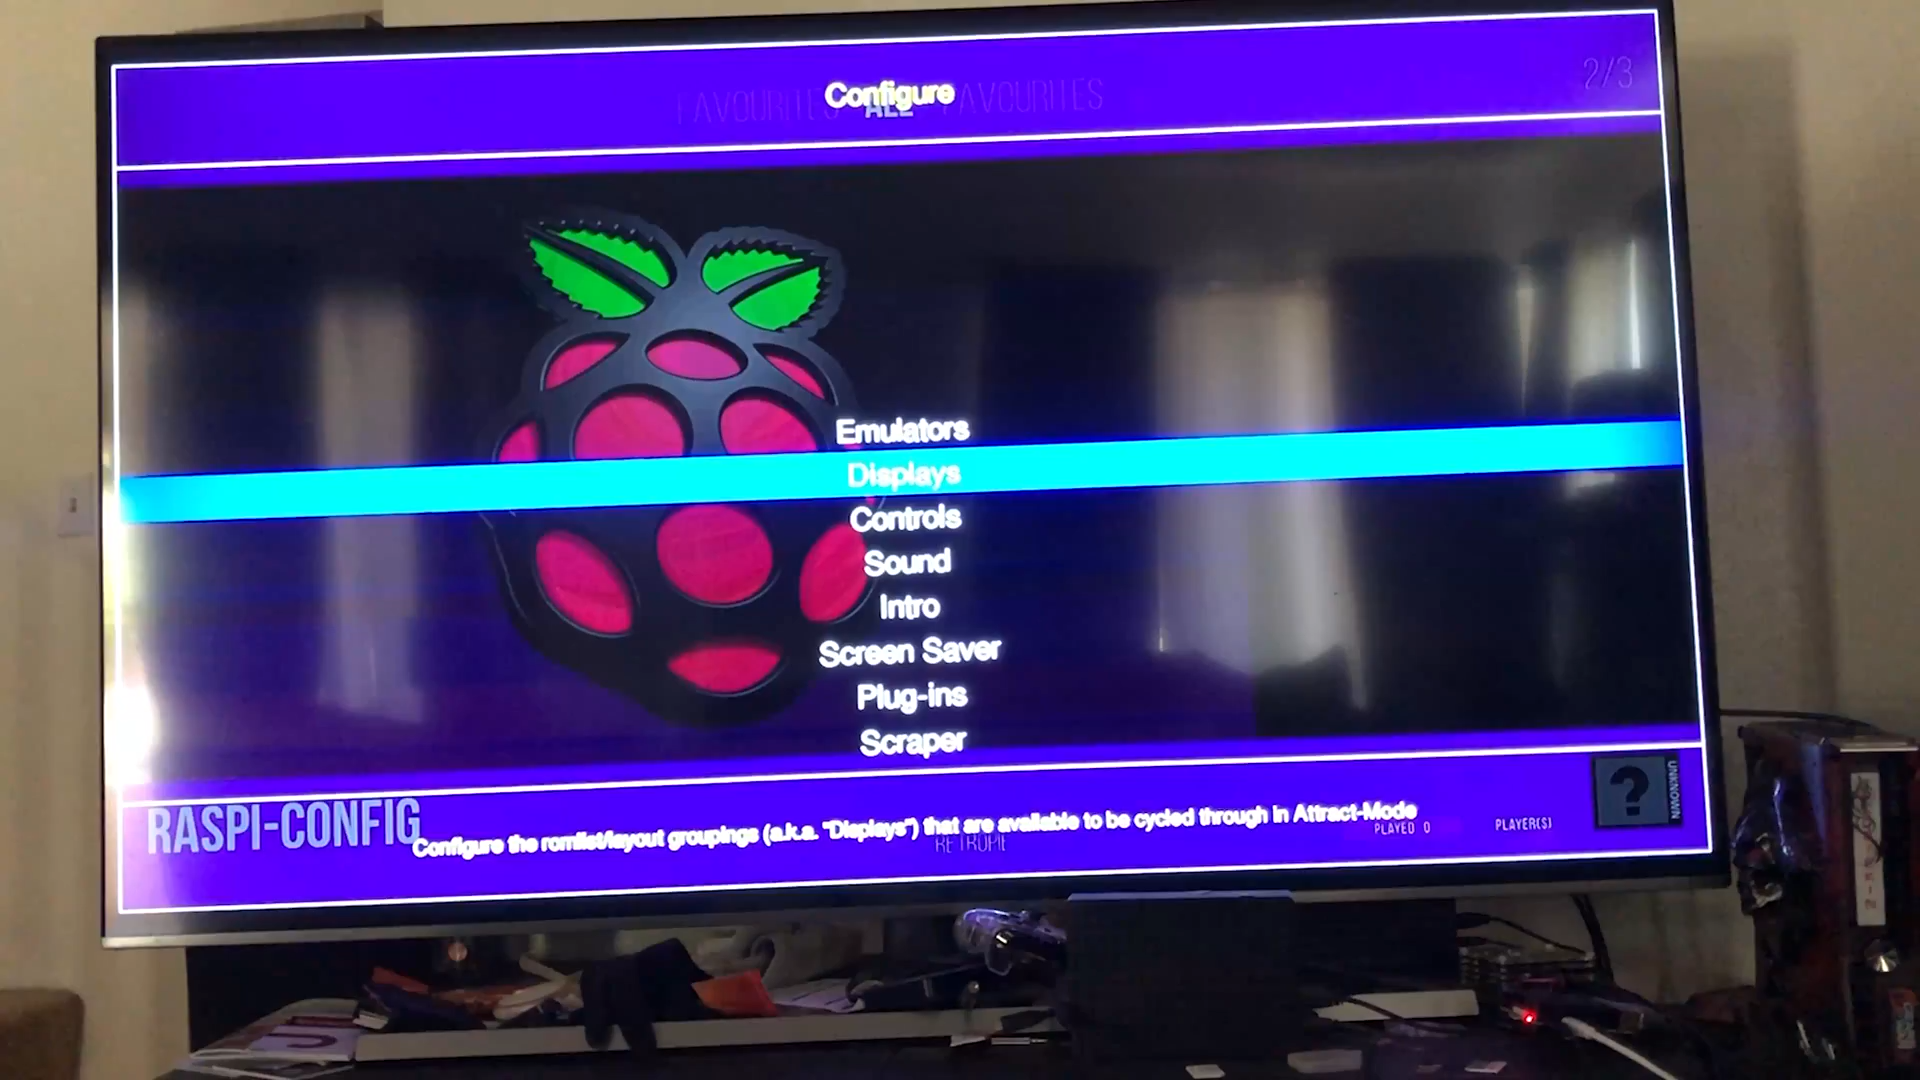 Configure
FAVOURITES ALL FAVOURITES
2/3
Emulators
Displays
Controls
Sound
Intro
Screen Saver
Plug-ins
Scraper
RASPI-CONFIG
Configure the romlist/layout groupings (a.k.a. "Displays") that are available to be cycled through in Attract-Mode
RETROPIE
PLAYED 0
PLAYER(S)
?
UNKNOWN